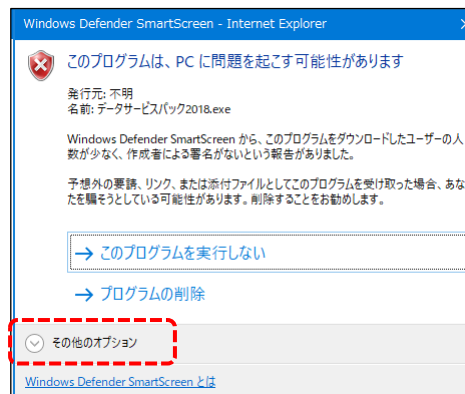 Windows Defender SmartScreen - Internet Explorer
このプログラムは、PC に問題を起こす可能性があります
発行元: 不明
名前: データサービスパック2018.exe
Windows Defender SmartScreen から、このプログラムをダウンロードしたユーザーの人
数が少なく、作成者による署名がないという報告がありました。
予想外の要請、リンク、または添付ファイルとしてこのプログラムを受け取った場合、あな
たを騙そうとしている可能性があります。削除することをお勧めします。
→ このプログラムを実行しない
→ プログラムの削除
その他のオプション
Windows Defender SmartScreen とは